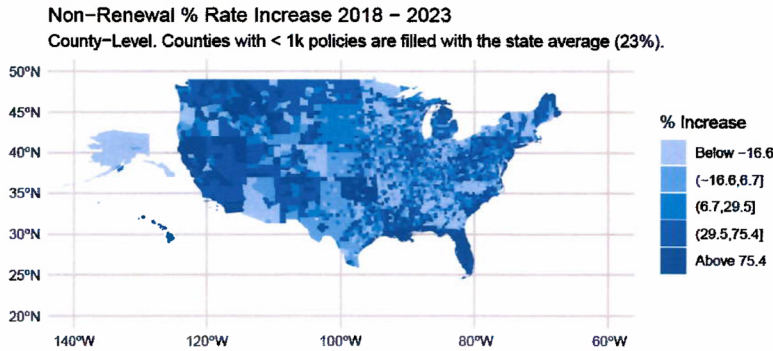 Non-Renewal % Rate Increase 2018 – 2023
County-Level. Counties with < 1k policies are filled with the state average (23%).
50°N
45°N
40°N
35°N
30°N
25°N
20°N
140°W
120°W
100°W
80°W
60°W
% Increase
Below -16.6
(-16.6,6.7]
(6.7,29.5]
(29.5,75.4]
Above 75.4